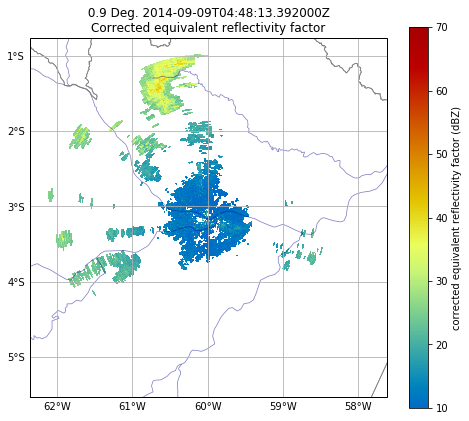 0.9 Deg. 2014-09-09T04:48:13.392000Z
Corrected equivalent reflectivity factor
1°S
2°S
3°S
4°S
5°S
62°W
61°W
60°W
59°W
58°W
70
60
50
40
30
20
10
corrected equivalent reflectivity factor (dBZ)